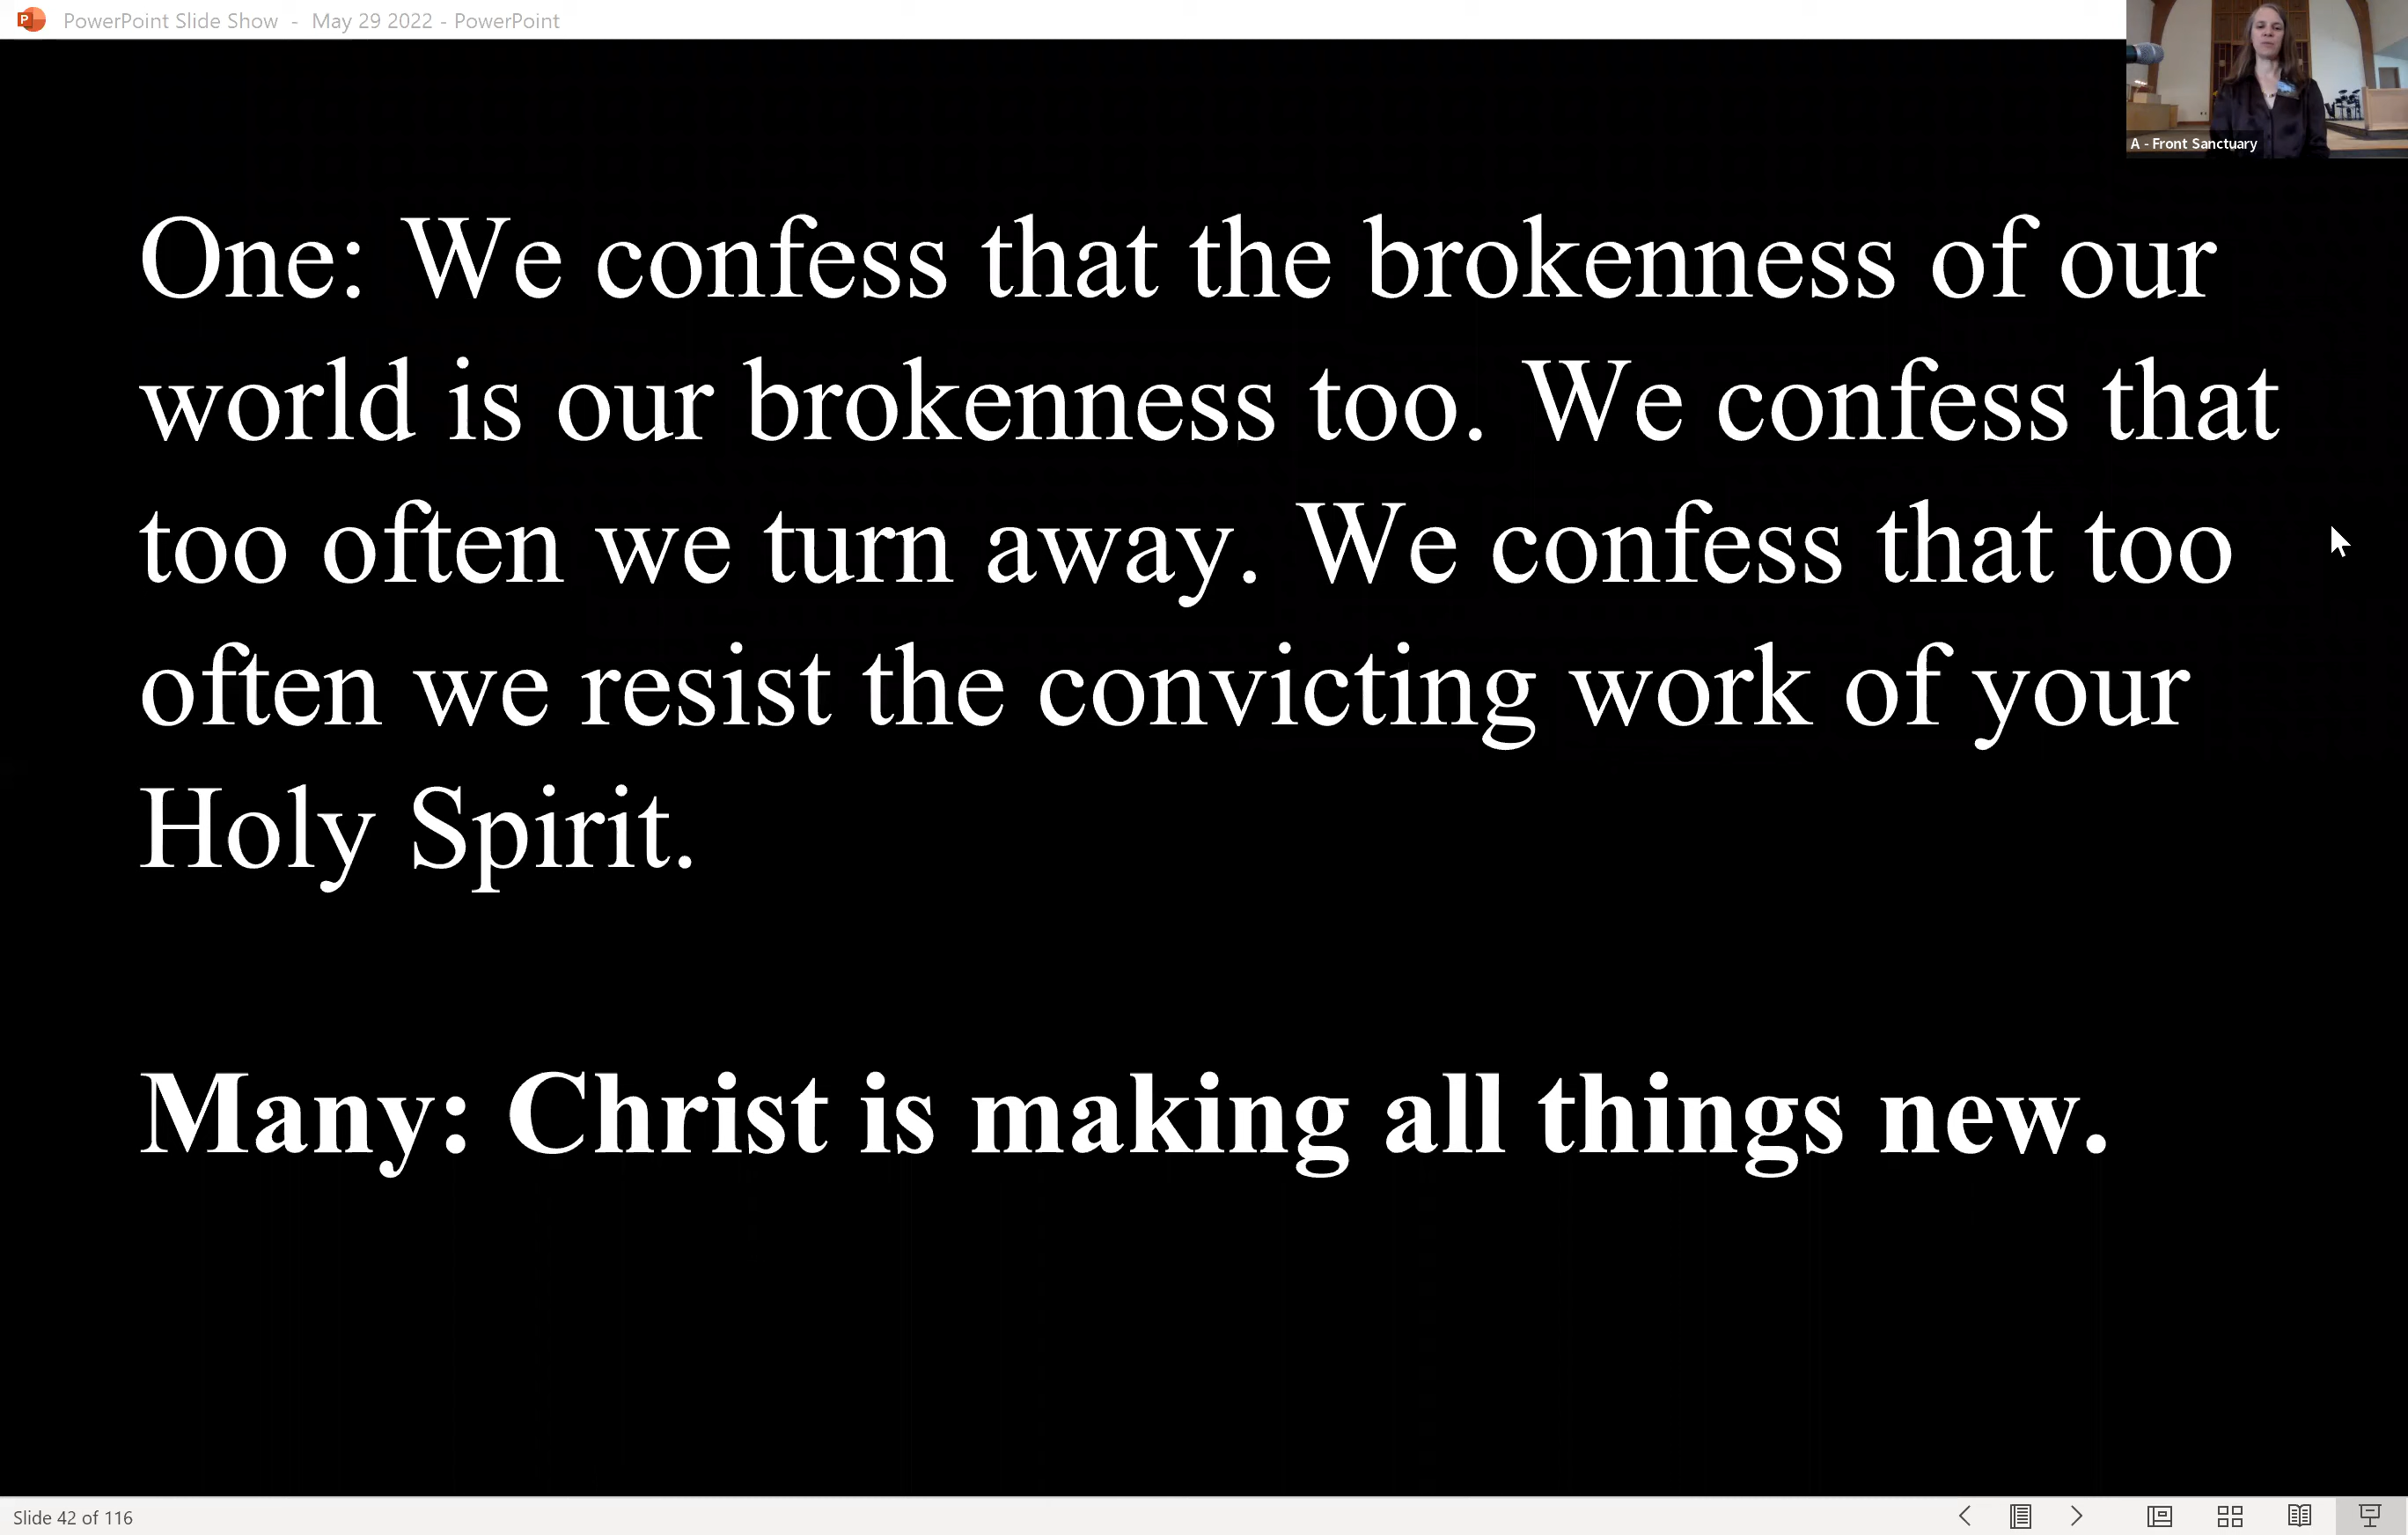 PowerPoint Slide Show - May 29 2022 - PowerPoint
A - Front Sanctuary
One: We confess that the brokenness of our
world is our brokenness too. We confess that
too often we turn away. We confess that too
often we resist the convicting work of your
Holy Spirit.
Many: Christ is making all things new.
Slide 42 of 116